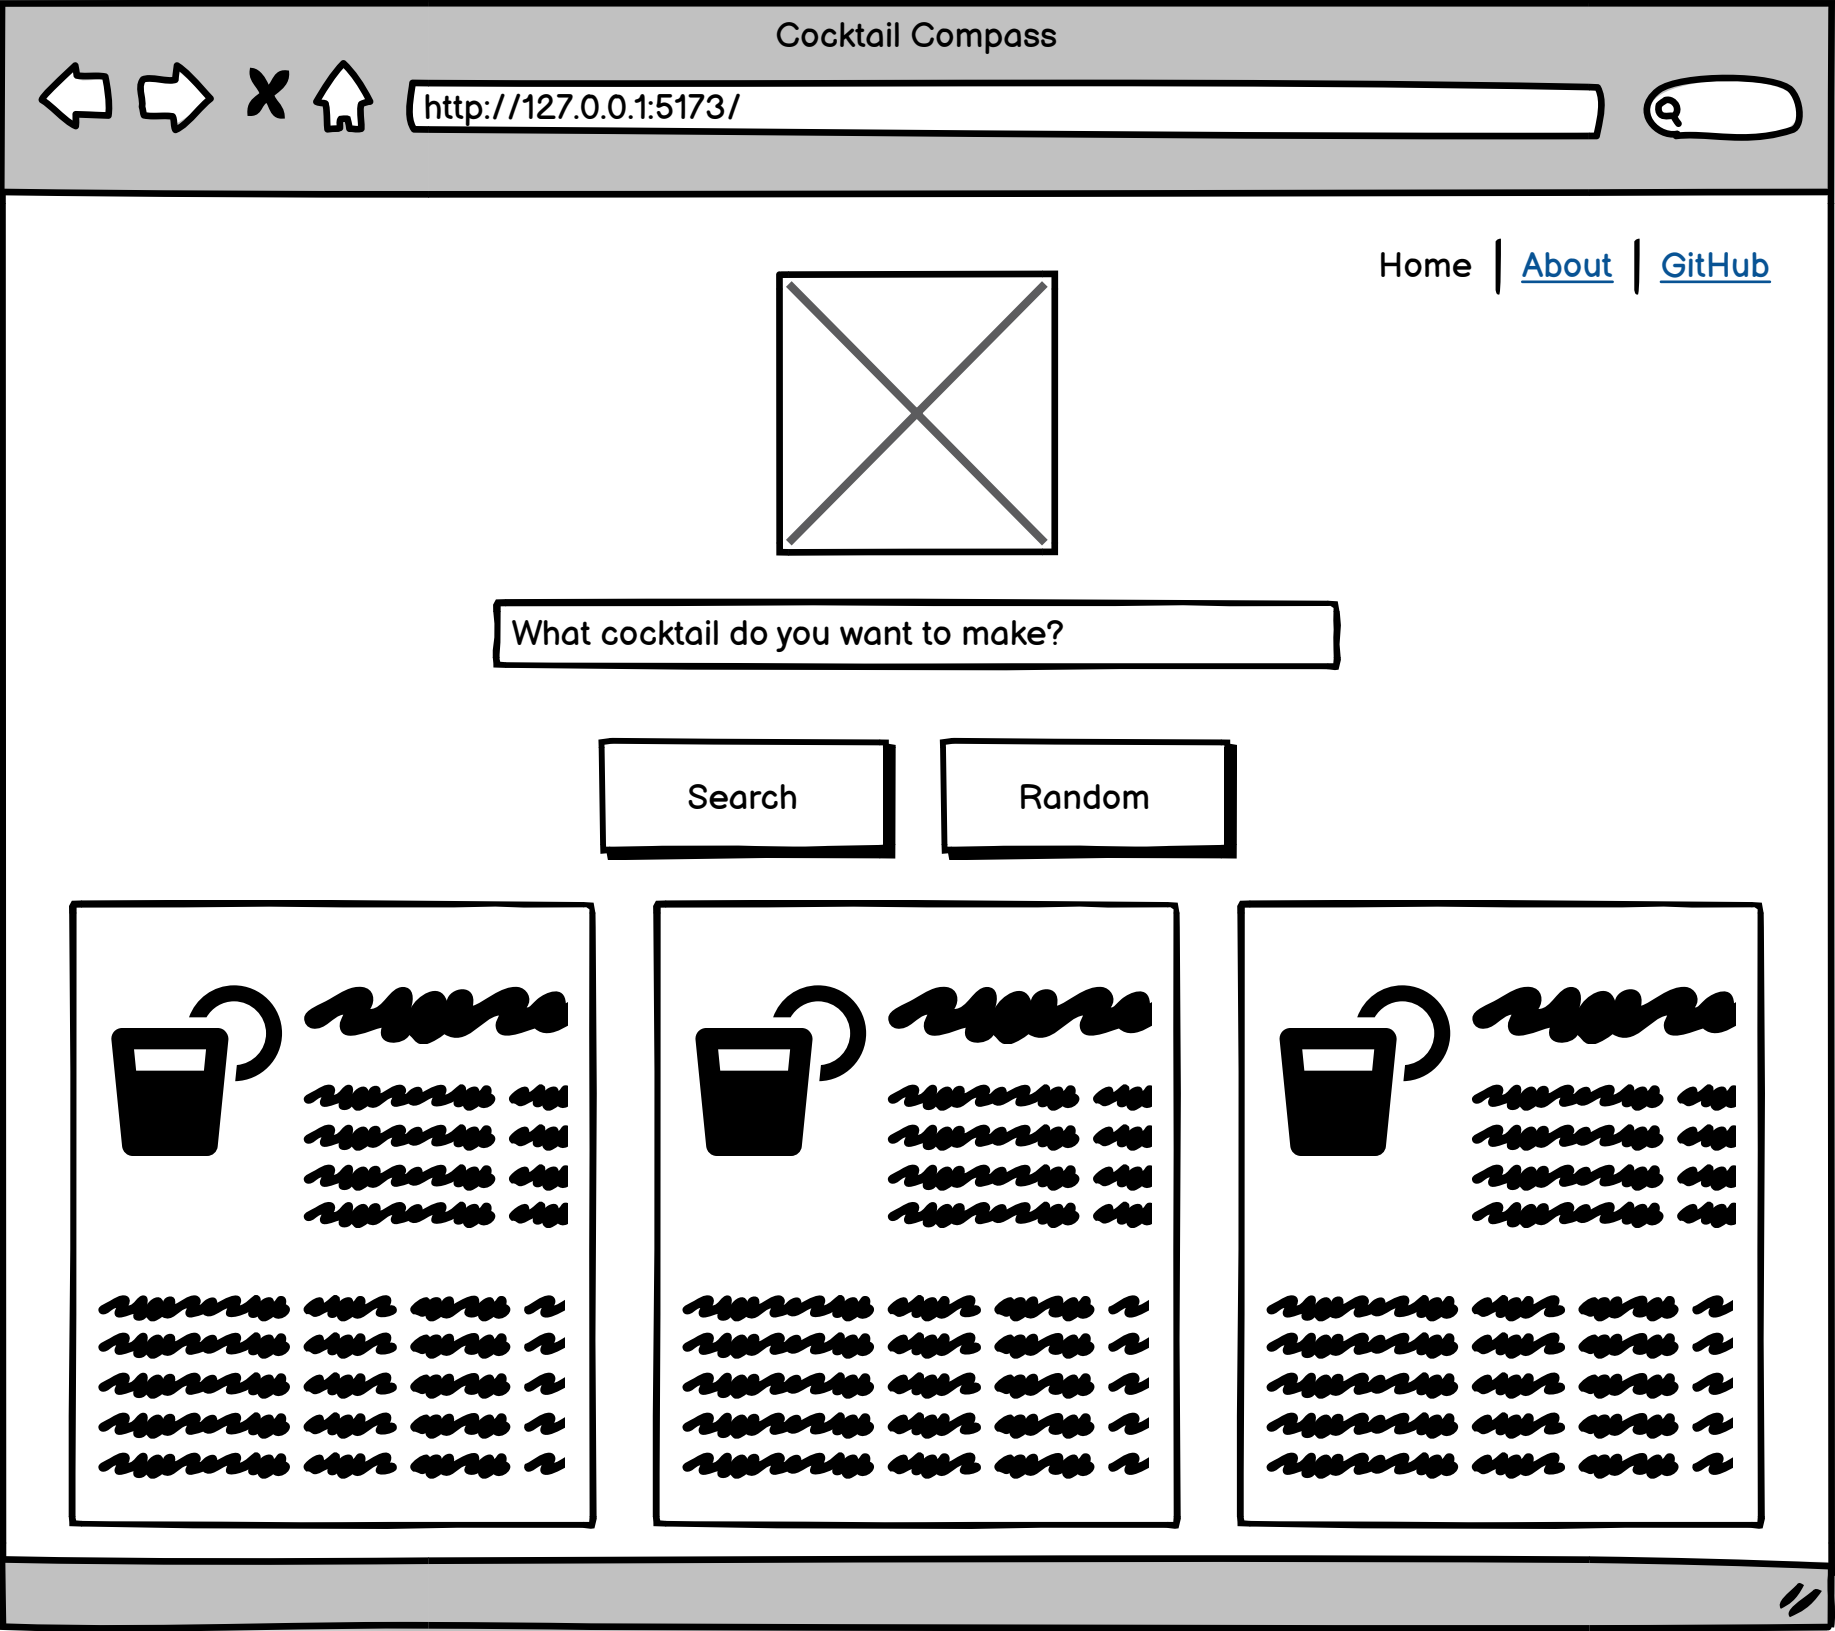 Cocktail Compass
http://127.0.0.1:5173/
Home | About | GitHub
What cocktail do you want to make?
Search
Random